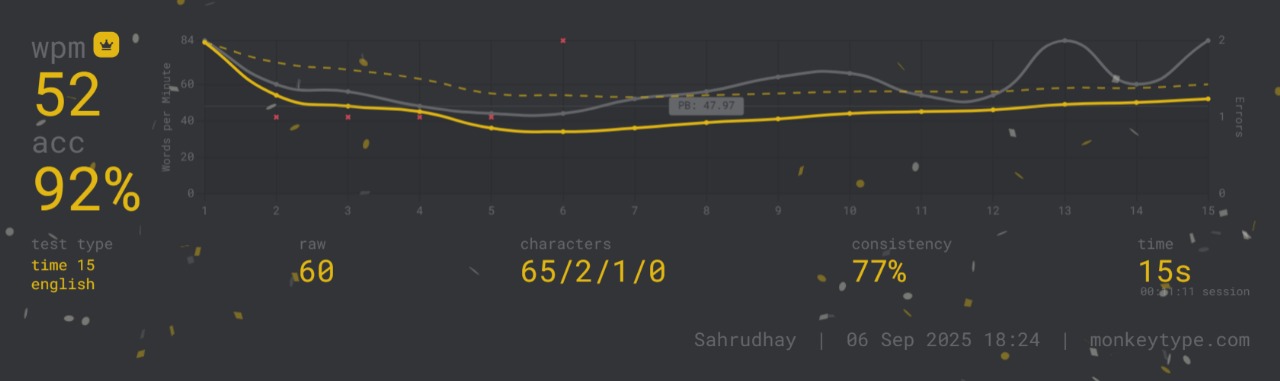 wpm
52
acc
92%
Words per Minute
84
60
40
20
0
PB: 47.97
2
1
0
Errors
1 2 3 4 5 6 7 8 9 10 11 12 13 14 15
test type
time 15
english
raw
60
characters
65/2/1/0
consistency
77%
time
15s
session
Sahrudhay | 06 Sep 2025 18:24 | monkeytype.com